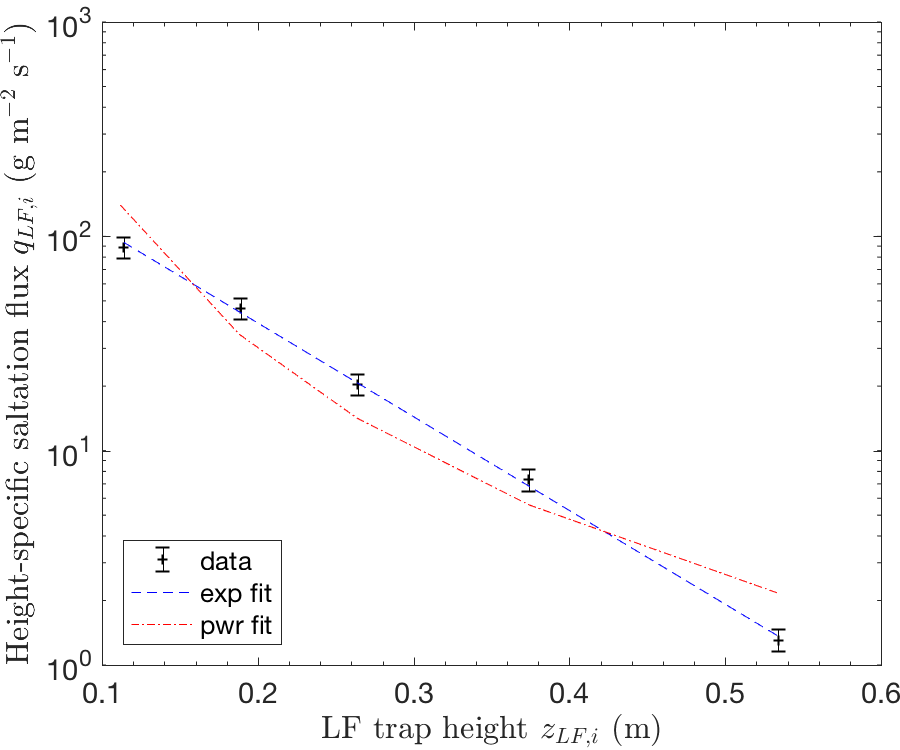 10³
10²
10¹
10⁰
Height-specific saltation flux q_{LF,i} (g m⁻² s⁻¹)
data
exp fit
pwr fit
0.1 0.2 0.3 0.4 0.5 0.6
LF trap height z_{LF,i} (m)